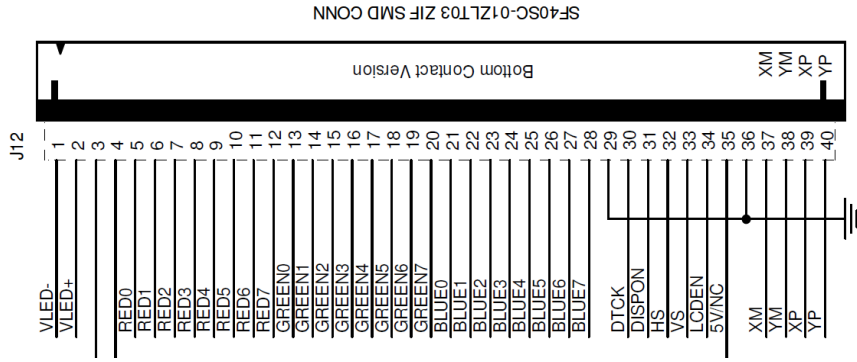 SF40SC-01ZLT03 ZIF SMD CONN
Bottom Contact Version
XM
YM
XP
YP
J12
1
2
3
4
5
6
7
8
9
10
11
12
13
14
15
16
17
18
19
20
21
22
23
24
25
26
27
28
29
30
31
32
33
34
35
36
37
38
39
40
VLED-
VLED+
RED0
RED1
RED2
RED3
RED4
RED5
RED6
RED7
GREEN0
GREEN1
GREEN2
GREEN3
GREEN4
GREEN5
GREEN6
GREEN7
BLUE0
BLUE1
BLUE2
BLUE3
BLUE4
BLUE5
BLUE6
BLUE7
DTCK
DISPON
HS
VS
LCDEN
5V/NC
XM
YM
XP
YP